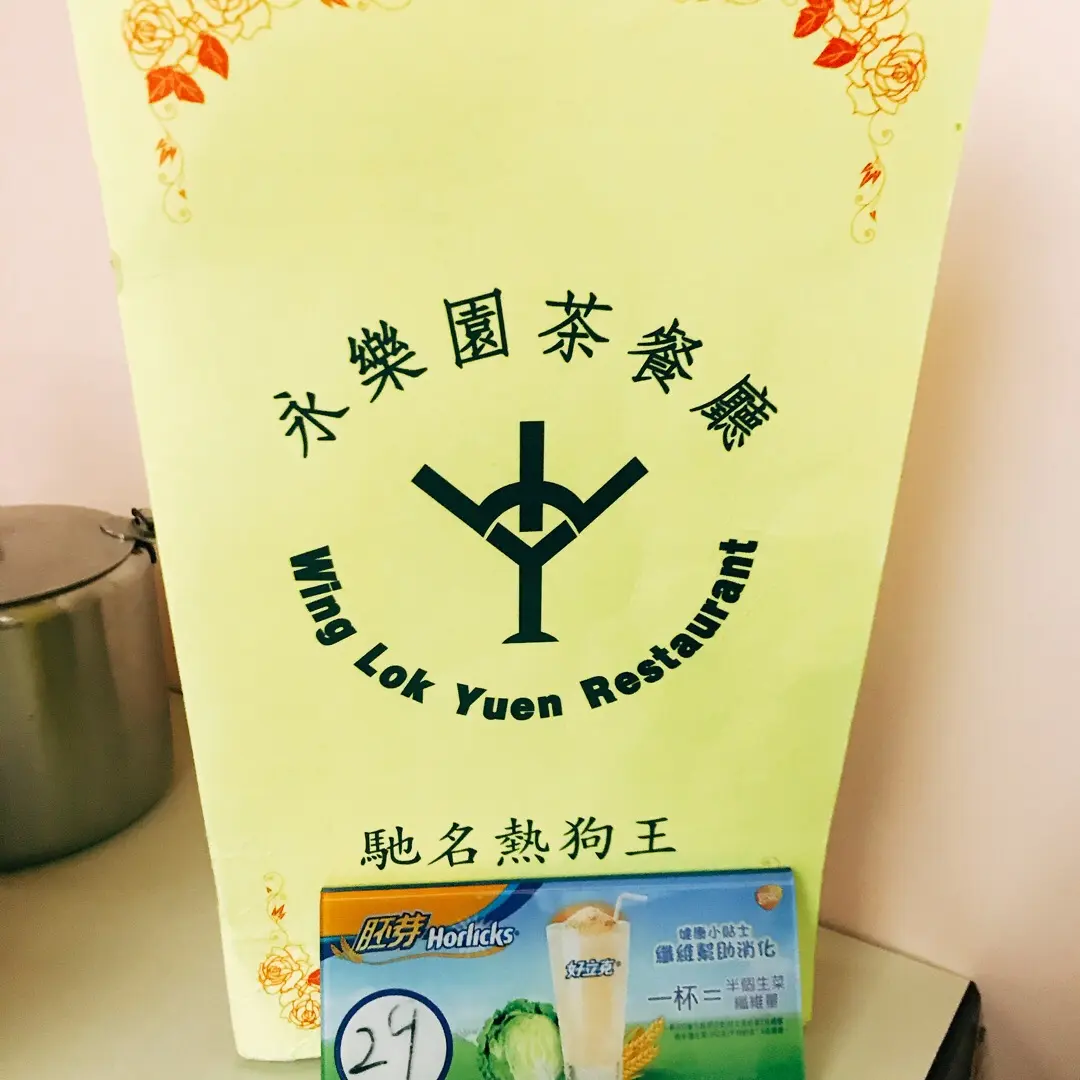 永樂園茶餐廳
Wing Lok Yuen Restaurant
馳名熱狗王
胚芽 Horlicks
好立克
健康小貼士
纖維幫助消化
一杯=半個生菜
纖維量
29